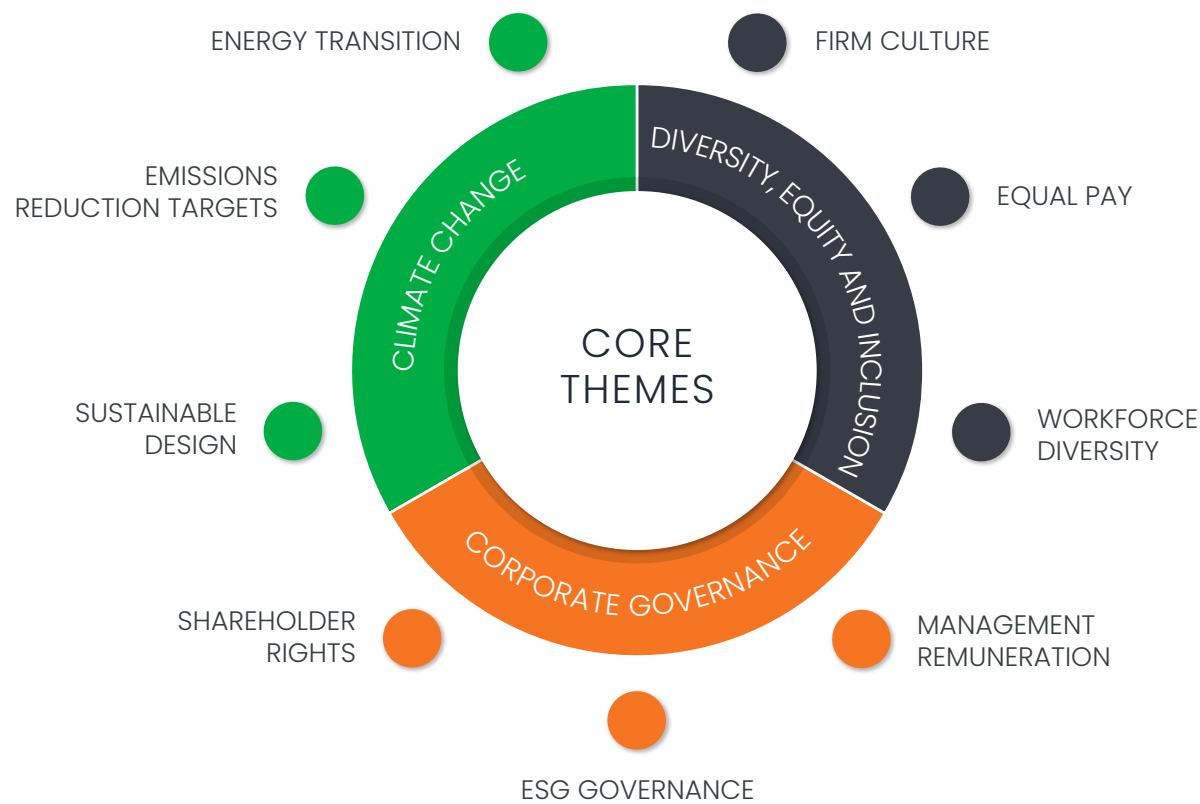 ENERGY TRANSITION
FIRM CULTURE
EMISSIONS
REDUCTION TARGETS
EQUAL PAY
CLIMATE CHANGE
DIVERSITY, EQUITY AND INCLUSION
CORE
THEMES
SUSTAINABLE
DESIGN
WORKFORCE
DIVERSITY
CORPORATE GOVERNANCE
SHAREHOLDER
RIGHTS
MANAGEMENT
REMUNERATION
ESG GOVERNANCE